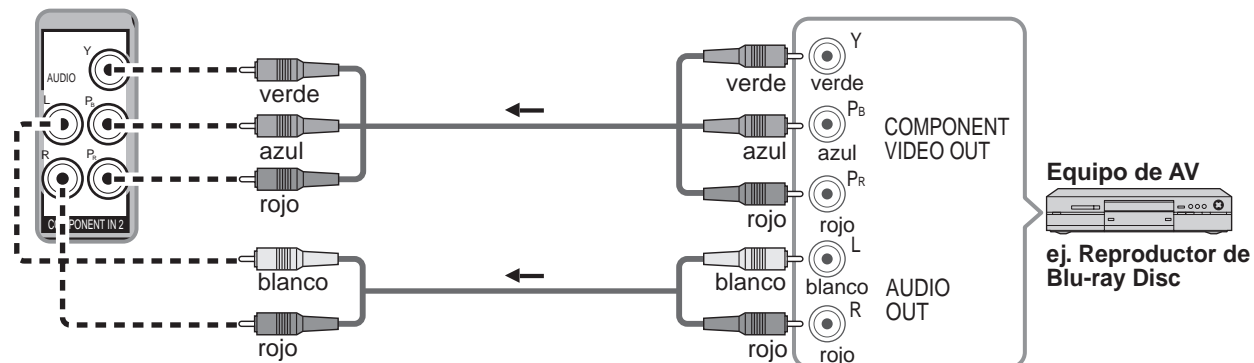 AUDIO
Y
L
PB
R
PR
COMPONENT IN 2
verde
azul
rojo
blanco
rojo
verde
azul
rojo
blanco
rojo
Y
verde
PB
azul
PR
rojo
COMPONENT
VIDEO OUT
L
blanco
R
rojo
AUDIO
OUT
Equipo de AV
ej. Reproductor de
Blu-ray Disc